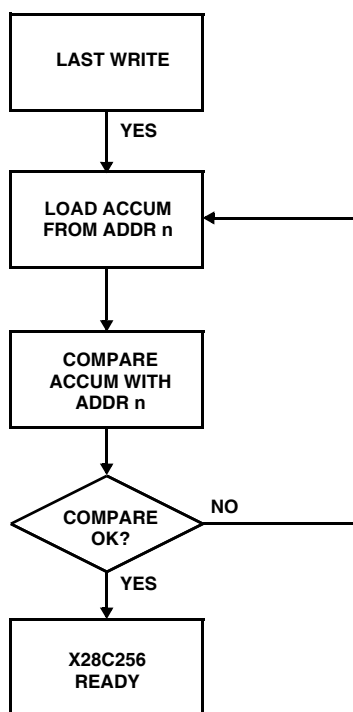 LAST WRITE
YES
LOAD ACCUM
FROM ADDR n
COMPARE
ACCUM WITH
ADDR n
COMPARE
OK?
NO
YES
X28C256
READY